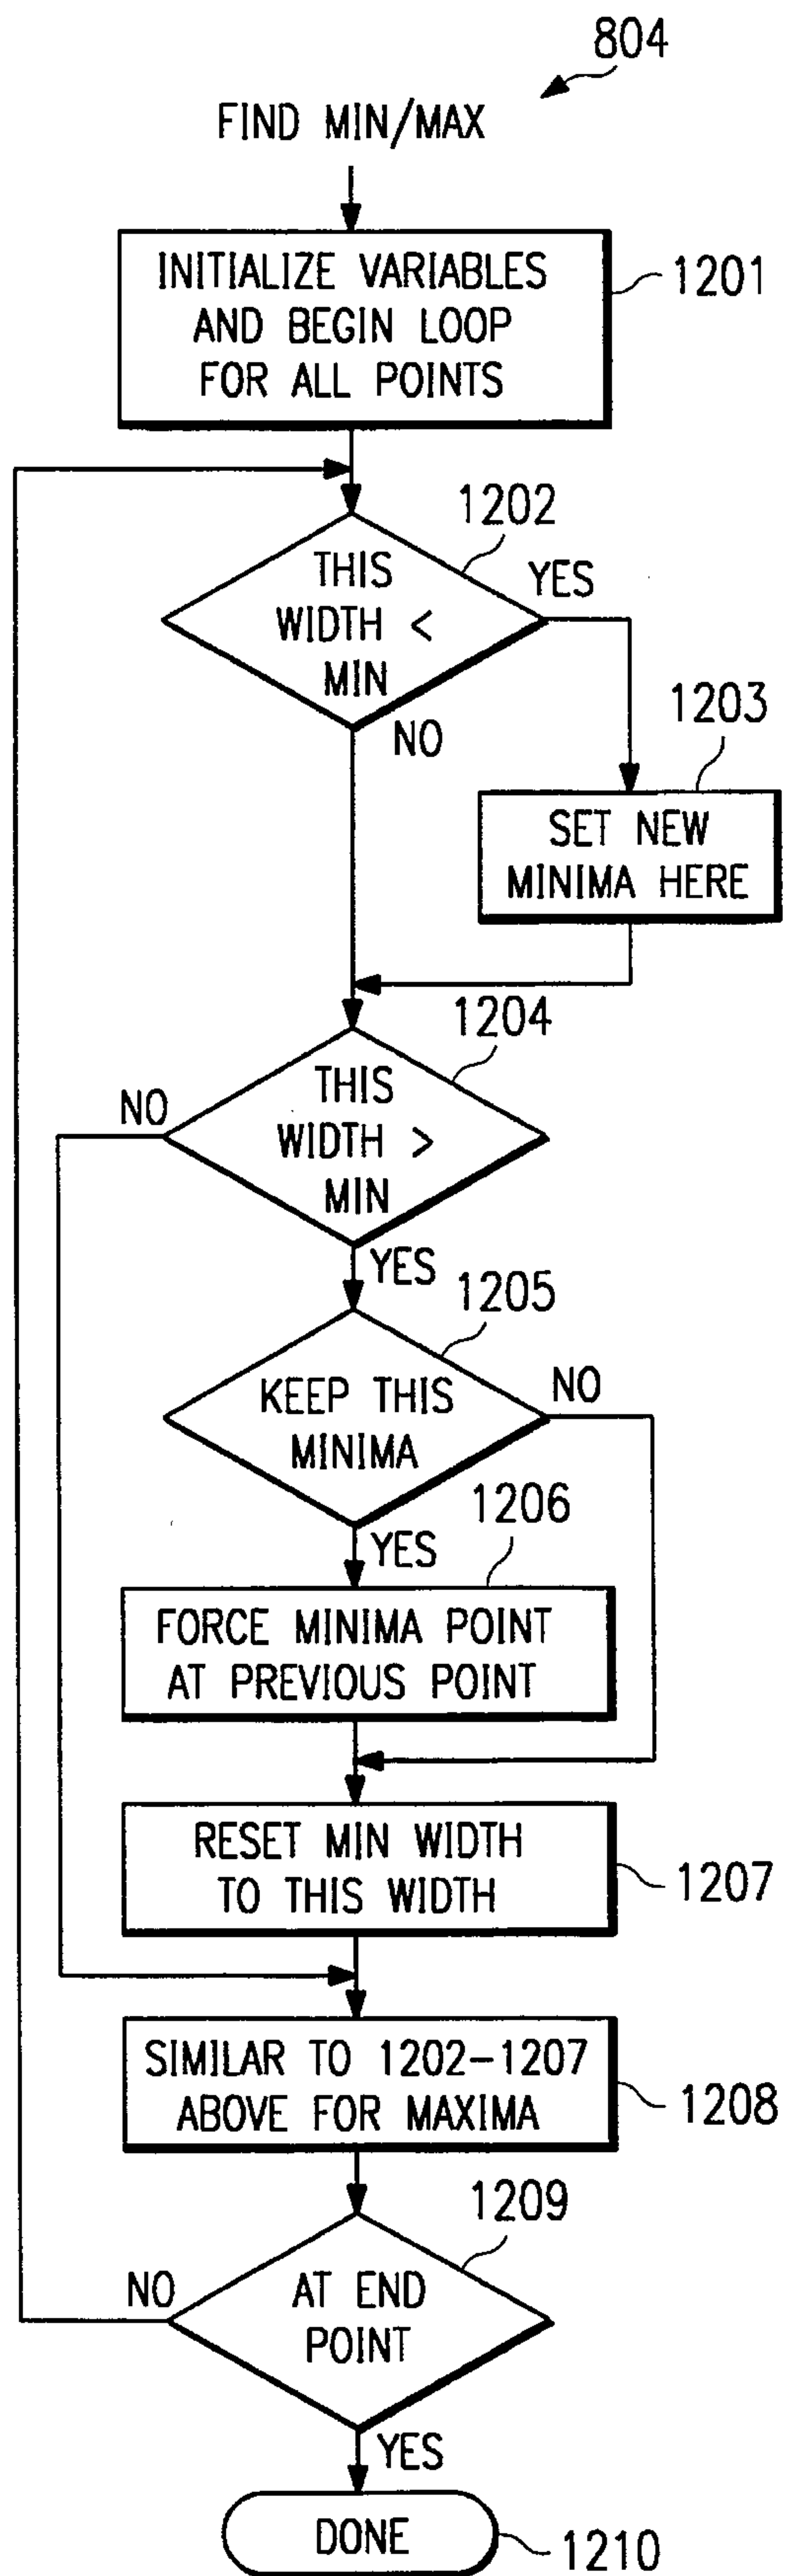 804
FIND MIN/MAX
INITIALIZE VARIABLES
AND BEGIN LOOP
FOR ALL POINTS
1201
1202
THIS
WIDTH <
MIN
YES
NO
1203
SET NEW
MINIMA HERE
1204
THIS
WIDTH >
MIN
NO
YES
1205
KEEP THIS
MINIMA
NO
YES
1206
FORCE MINIMA POINT
AT PREVIOUS POINT
RESET MIN WIDTH
TO THIS WIDTH
1207
SIMILAR TO 1202-1207
ABOVE FOR MAXIMA
1208
1209
AT END
POINT
NO
YES
DONE
1210